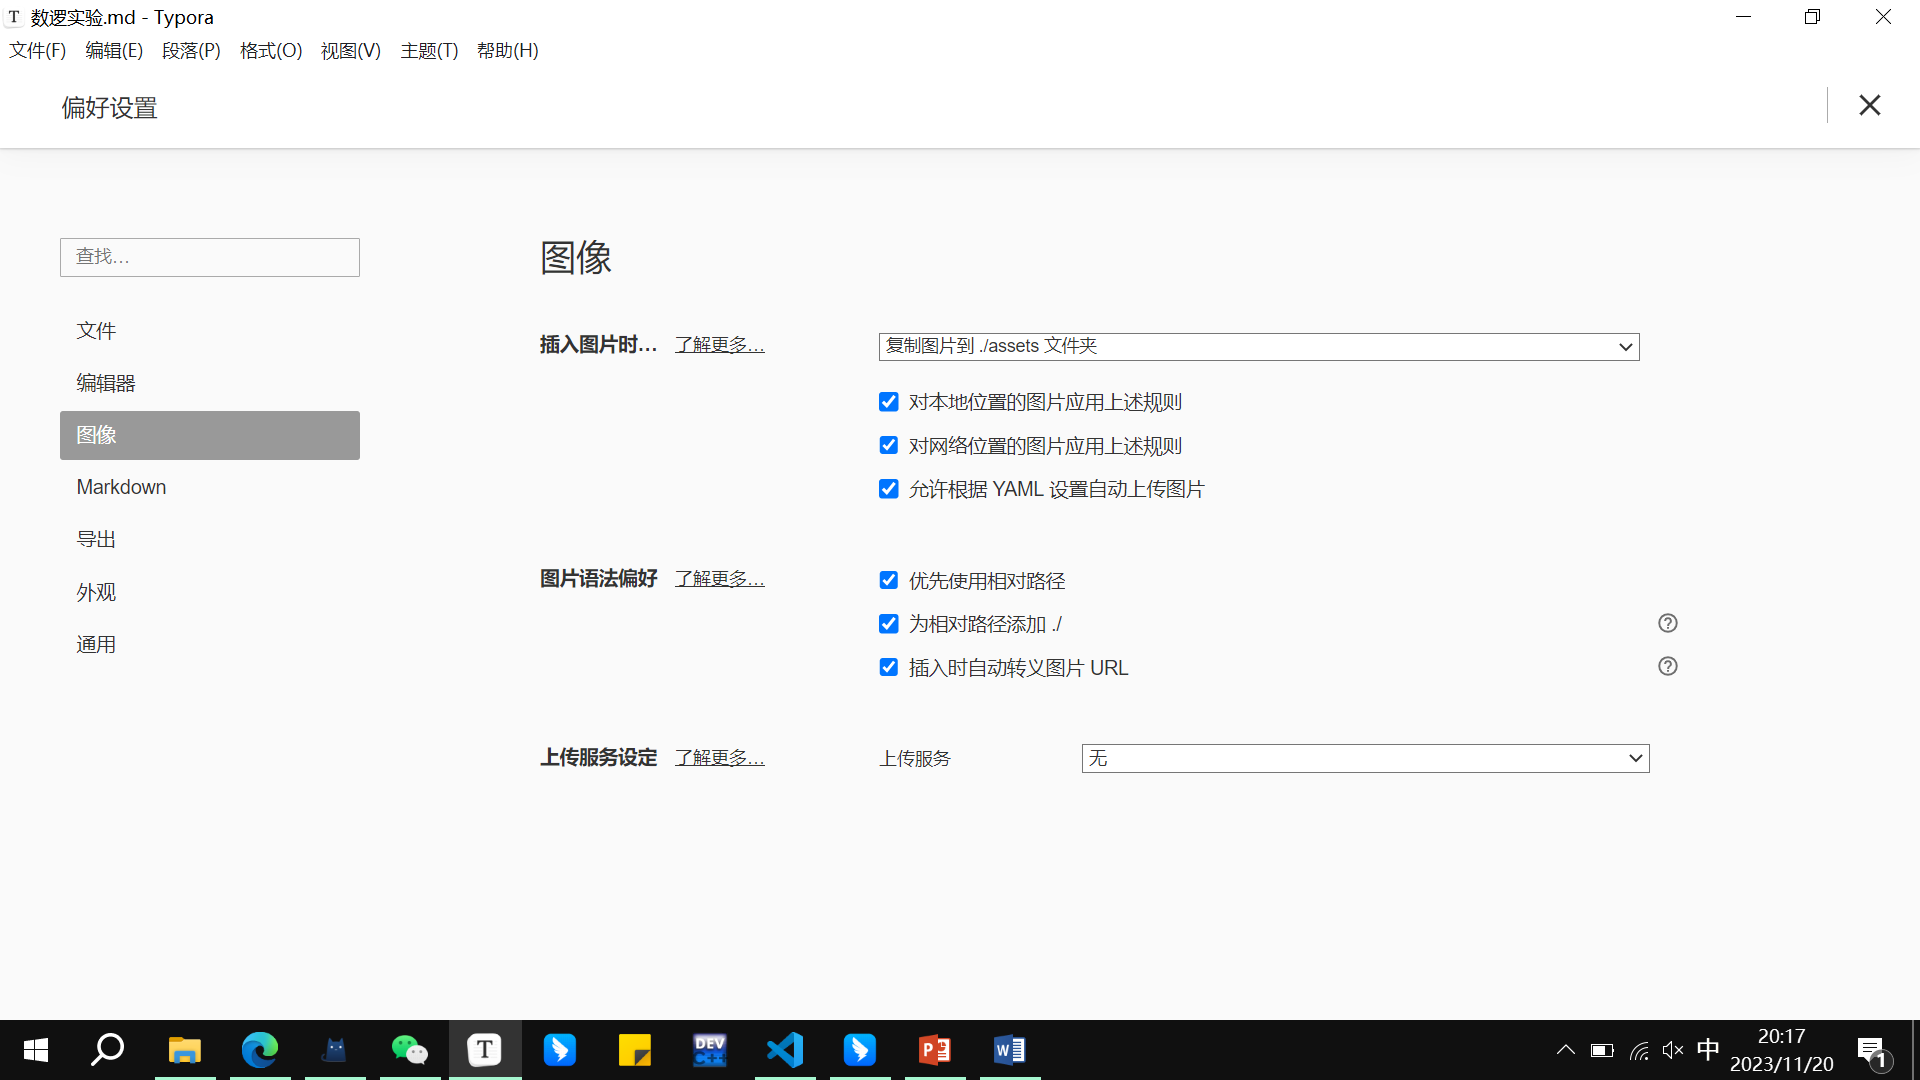 数逻实验.md - Typora
文件(F) 编辑(E) 段落(P) 格式(O) 视图(V) 主题(T) 帮助(H)
偏好设置
查找...
文件
编辑器
图像
Markdown
导出
外观
通用
图像
插入图片时... 了解更多... 复制图片到 ./assets 文件夹
对本地位置的图片应用上述规则
对网络位置的图片应用上述规则
允许根据 YAML 设置自动上传图片
图片语法偏好 了解更多... 优先使用相对路径
为相对路径添加 ./
插入时自动转义图片 URL
上传服务设定 了解更多... 上传服务 无
T
DEV
C++
P
W
中
20:17
2023/11/20
1